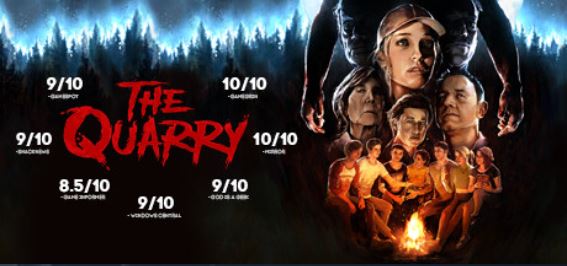 9/10
-GAMESPOT
10/10
-GAMERION
THE
QUARRY
9/10
-SHACKNEWS
10/10
-MIRROR
8.5/10
-GAME INFORMER
9/10
-WINDOWS CENTRAL
9/10
-GOD IS A GEEK